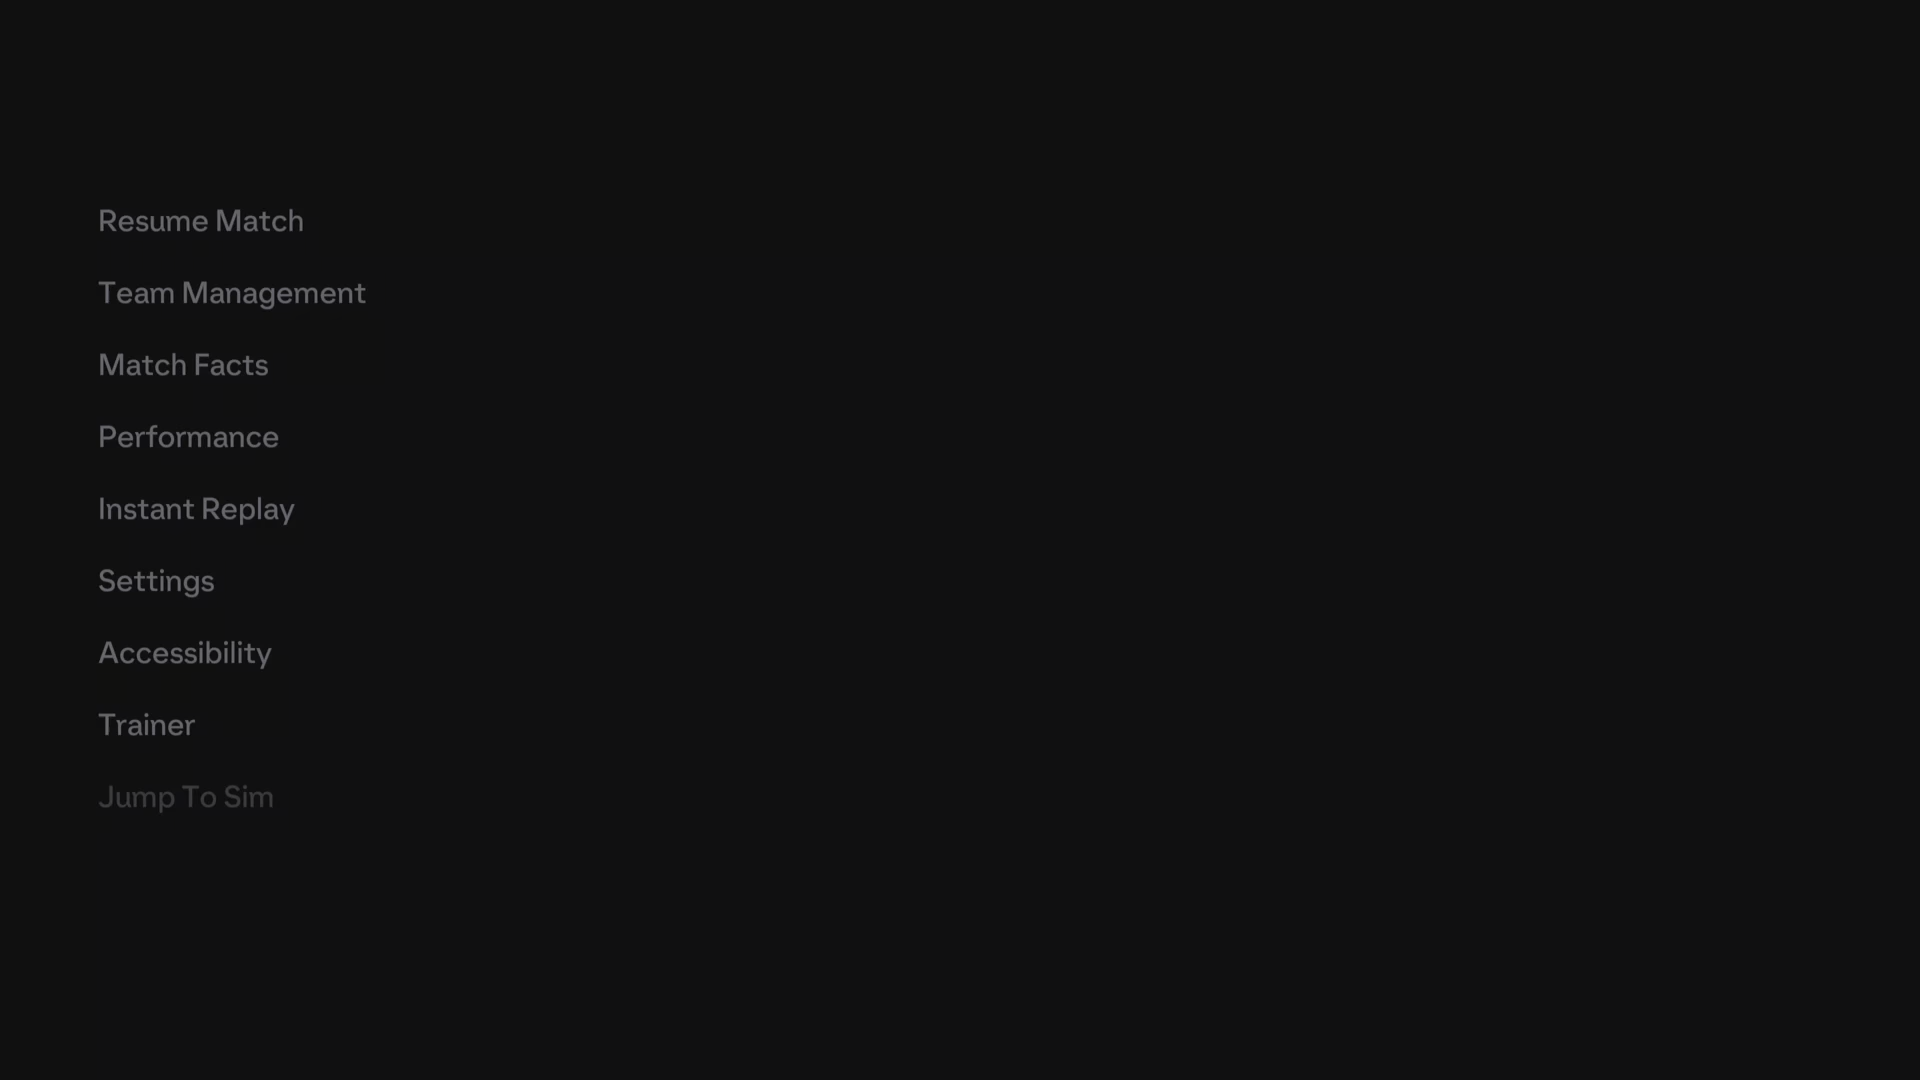 Resume Match
Team Management
Match Facts
Performance
Instant Replay
Settings
Accessibility
Trainer
Jump To Sim